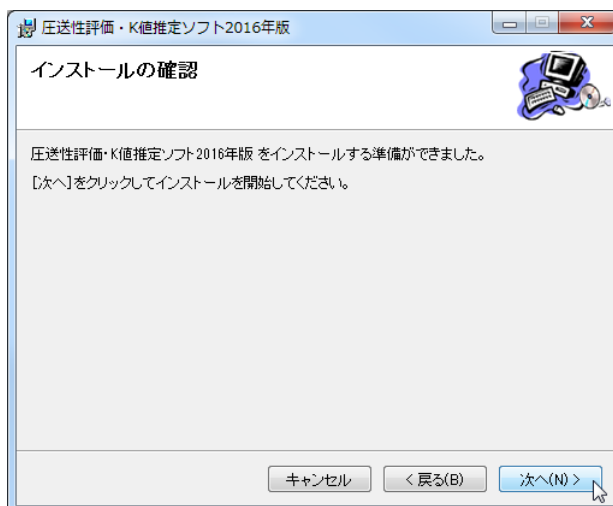 圧送性評価・K値推定ソフト2016年版
インストールの確認
圧送性評価・K値推定ソフト2016年版 をインストールする準備ができました。
[次へ]をクリックしてインストールを開始してください。
キャンセル
< 戻る(B)
次へ(N) >